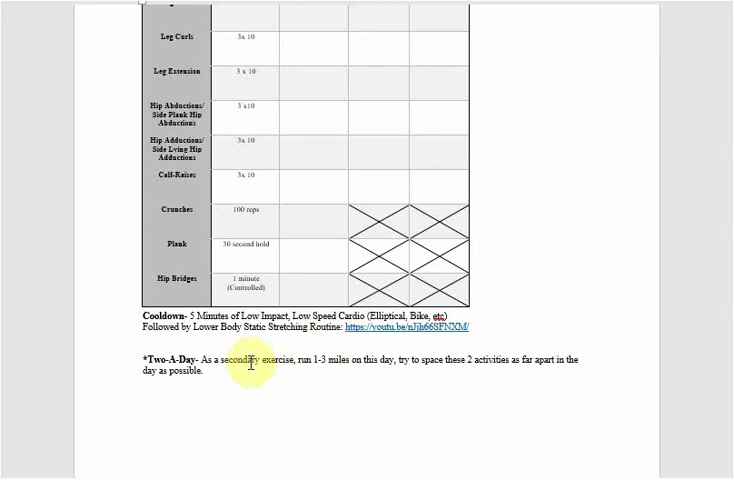 Leg Curls 3x 10
Leg Extension 3 x 10
Hip Abductions/ 3 x10
Side Plank Hip
Abductions
Hip Adductions/ 3x 10
Side Lying Hip
Adductions
Calf-Raises 3x 10
Crunches 100 reps
Plank 30 second hold
Hip Bridges 1 minute
(Controlled)
Cooldown- 5 Minutes of Low Impact, Low Speed Cardio (Elliptical, Bike, etc)
Followed by Lower Body Static Stretching Routine: https://youtu.be/nJjh66SFNXM/
*Two-A-Day- As a secondary exercise, run 1-3 miles on this day, try to space these 2 activities as far apart in the
day as possible.